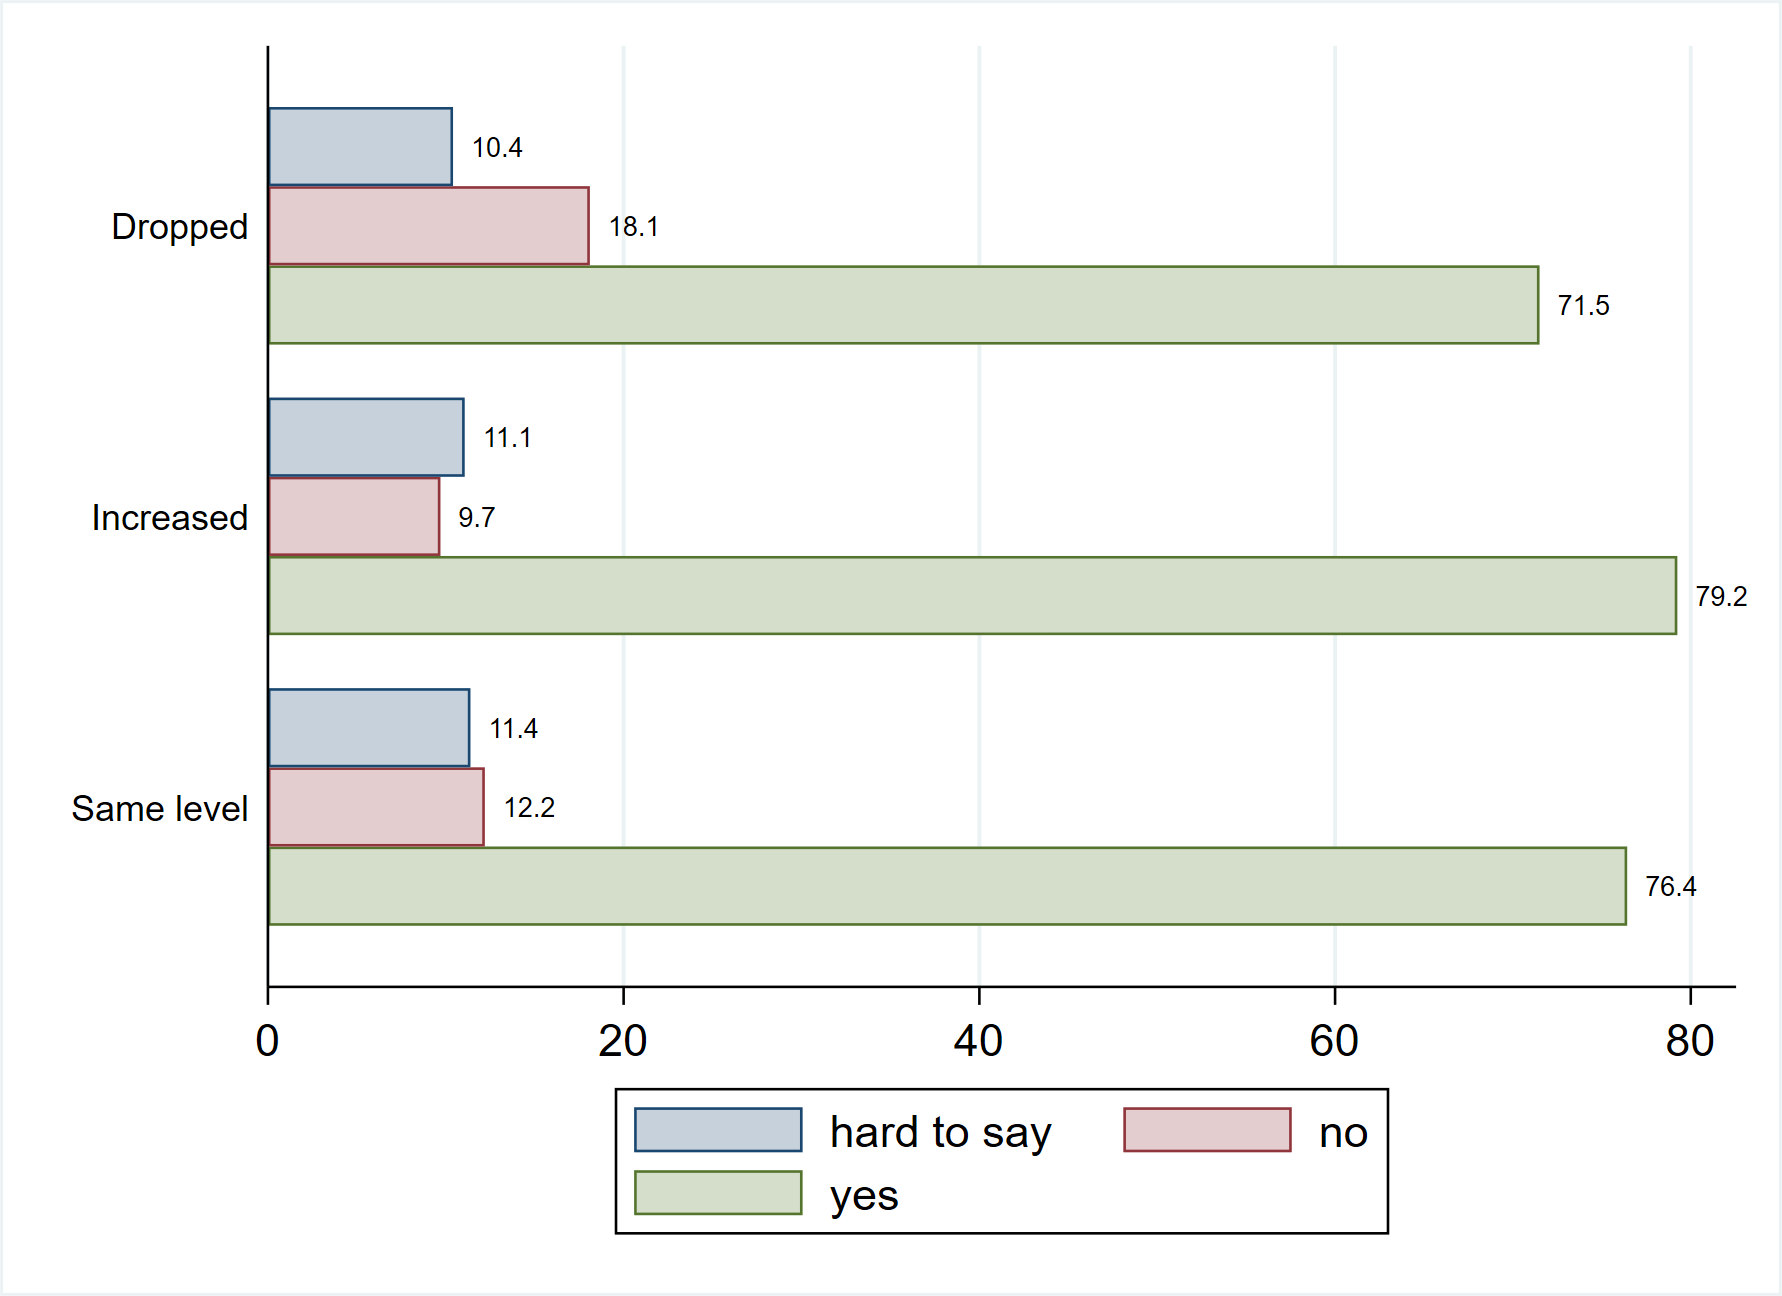 10.4
Dropped 18.1
71.5
11.1
Increased 9.7
79.2
11.4
Same level 12.2
76.4
0 20 40 60 80
hard to say no
yes